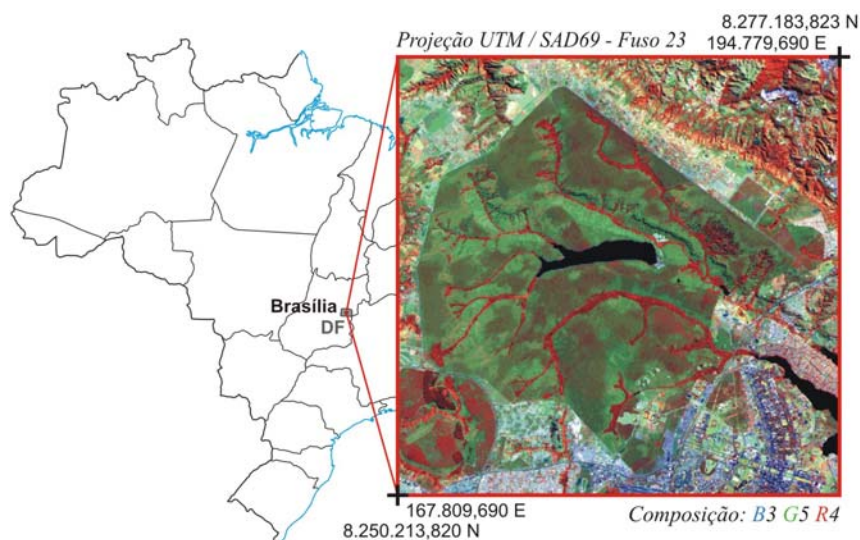 8.277.183,823 N
Projeção UTM / SAD69 - Fuso 23
194.779,690 E
Brasília
DF
167.809,690 E
8.250.213,820 N
Composição: B3 G5 R4